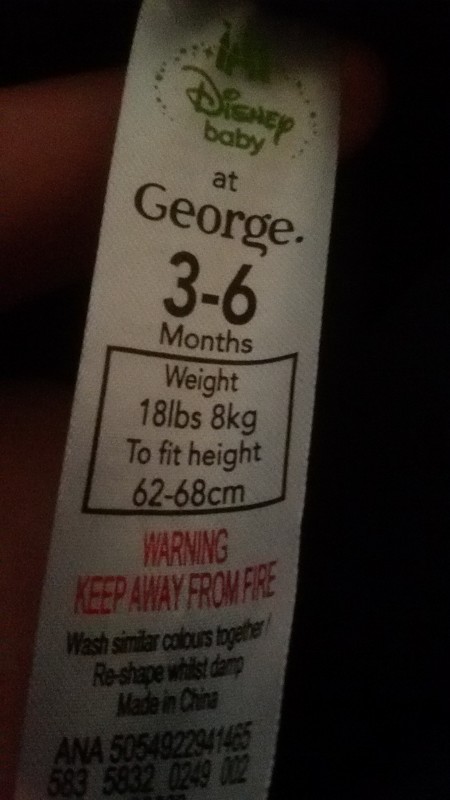 Disney
baby
at
George.
3-6
Months
Weight
18lbs 8kg
To fit height
62-68cm
WARNING
KEEP AWAY FROM FIRE
Wash similar colours together/
Re-shape whilst damp
Made in China
ANA 5054922941465
583 5832 0249 002